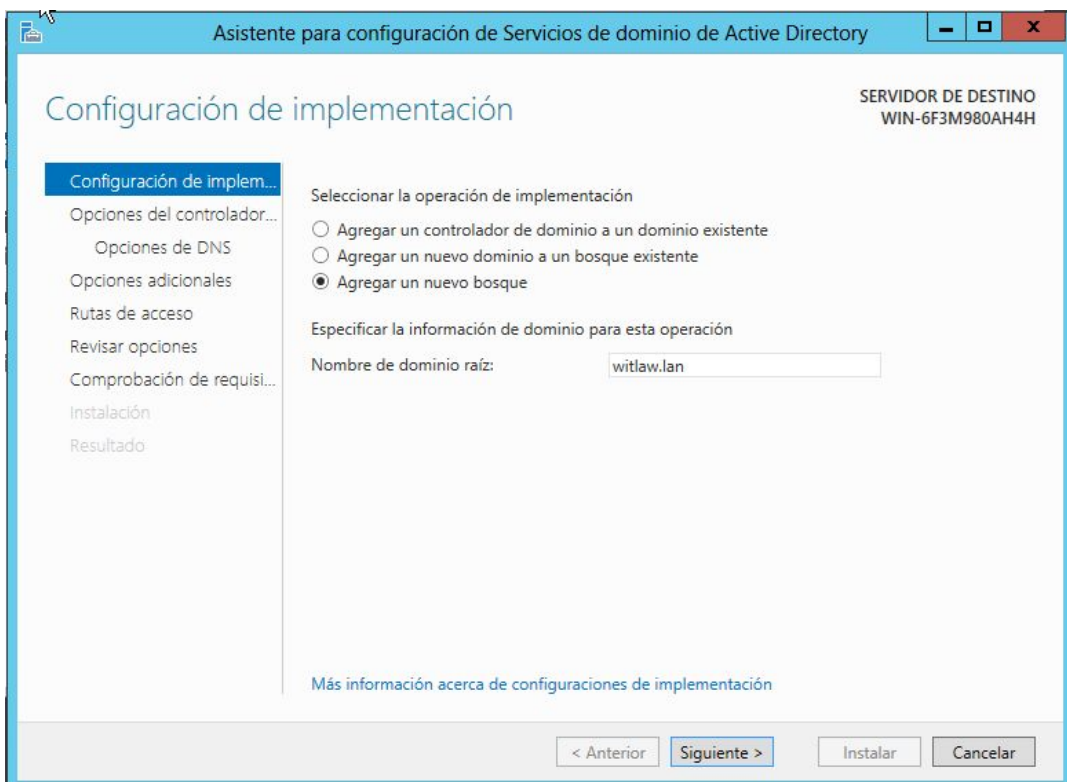 Asistente para configuración de Servicios de dominio de Active Directory
Configuración de implementación
SERVIDOR DE DESTINO
WIN-6F3M980AH4H
Configuración de implem...
Opciones del controlador...
Opciones de DNS
Opciones adicionales
Rutas de acceso
Revisar opciones
Comprobación de requisi...
Instalación
Resultado
Seleccionar la operación de implementación
Agregar un controlador de dominio a un dominio existente
Agregar un nuevo dominio a un bosque existente
Agregar un nuevo bosque
Especificar la información de dominio para esta operación
Nombre de dominio raíz: witlaw.lan
Más información acerca de configuraciones de implementación
< Anterior Siguiente > Instalar Cancelar